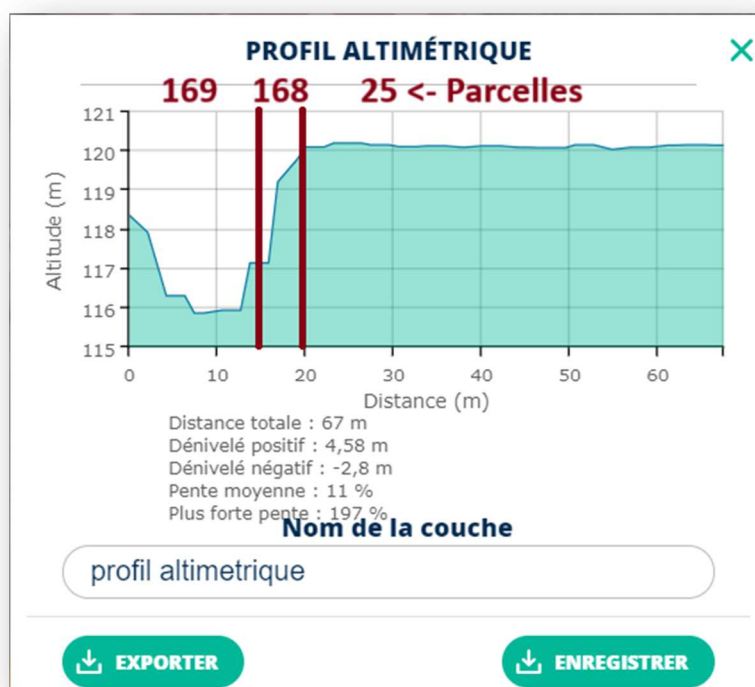 PROFIL ALTIMÉTRIQUE
169 168 25 <- Parcelles
121
120
119
118
117
116
115
Altitude (m)
0 10 20 30 40 50 60
Distance (m)
Distance totale : 67 m
Dénivelé positif : 4,58 m
Dénivelé négatif : -2,8 m
Pente moyenne : 11 %
Plus forte pente : 197 %
Nom de la couche
profil altimetrique
EXPORTER
ENREGISTRER